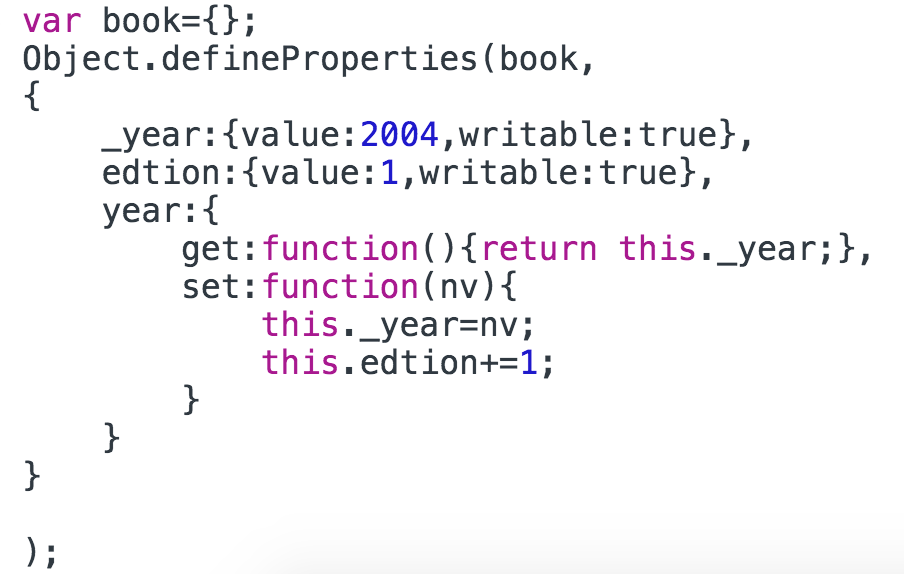 var book={};
Object.defineProperties(book,
{
    _year:{value:2004,writable:true},
    edtion:{value:1,writable:true},
    year:{
        get:function(){return this._year;},
        set:function(nv){
            this._year=nv;
            this.edtion+=1;
        }
    }
}

);